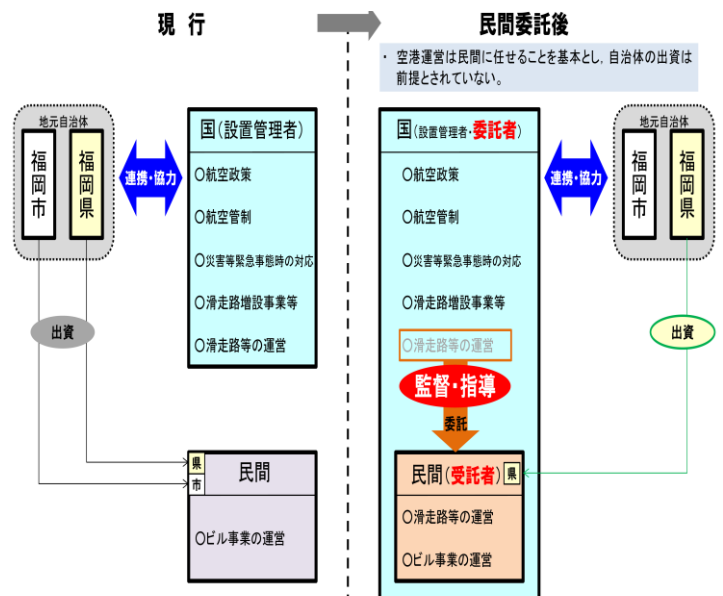 現 行
民間委託後
・ 空港運営は民間に任せることを基本とし，自治体の出資は
前提とされていない。
地元自治体
福岡市
福岡県
連携・協力
国(設置管理者)
○航空政策
○航空管制
○災害等緊急事態時の対応
○滑走路増設事業等
○滑走路等の運営
出資
県
市
民間
○ビル事業の運営
国(設置管理者・委託者)
○航空政策
○航空管制
○災害等緊急事態時の対応
○滑走路増設事業等
○滑走路等の運営
監督・指導
委託
民間(受託者)
県
○滑走路等の運営
○ビル事業の運営
連携・協力
地元自治体
福岡市
福岡県
出資